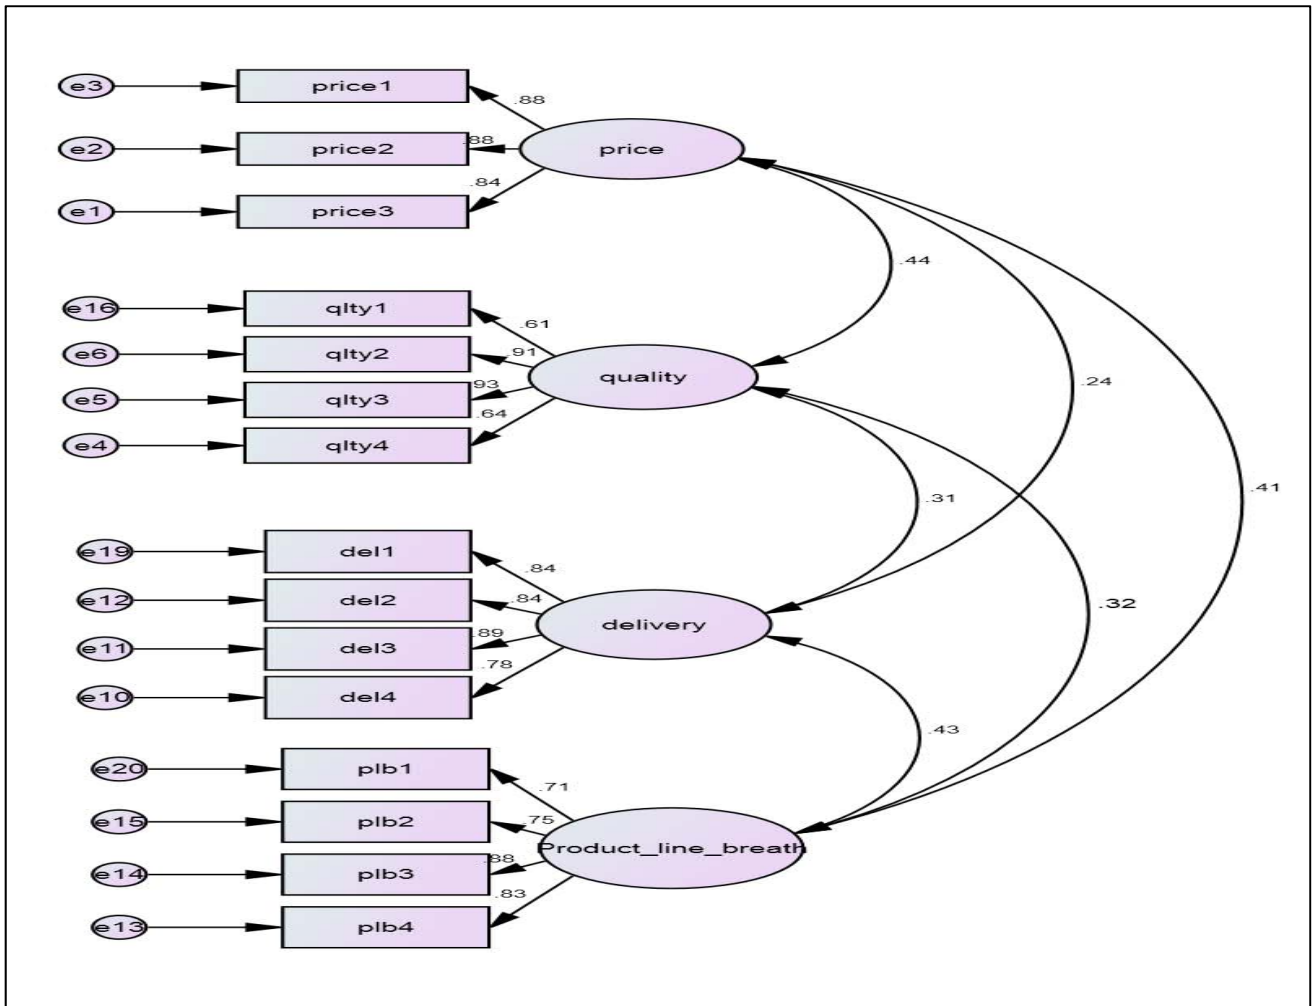 e3
price1
.88
e2
price2
.88
price
e1
price3
.84
.44
e16
qlty1
.61
e6
qlty2
.91
quality
e5
qlty3
.93
.24
e4
qlty4
.64
.41
.31
e19
del1
.84
e12
del2
.84
.32
delivery
e11
del3
.89
e10
del4
.78
.43
e20
plb1
.71
e15
plb2
.75
Product_line_breath
e14
plb3
.88
e13
plb4
.83